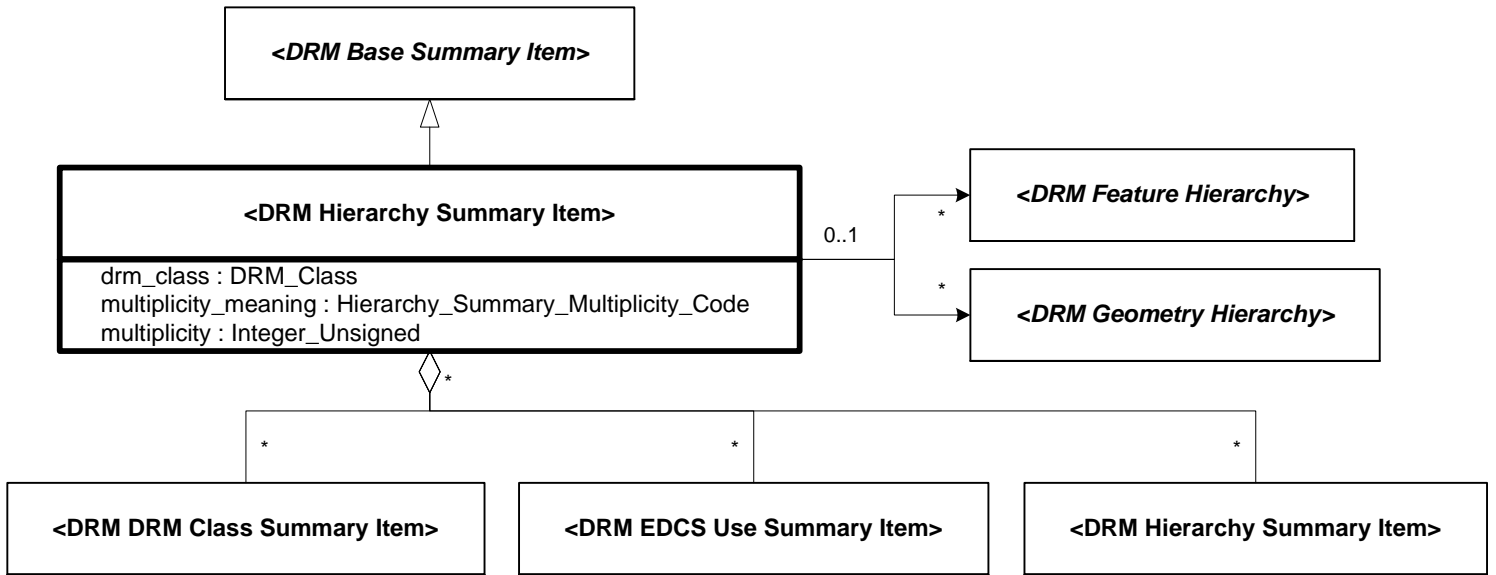 <DRM Base Summary Item>
<DRM Hierarchy Summary Item>
drm_class : DRM_Class
multiplicity_meaning : Hierarchy_Summary_Multiplicity_Code
multiplicity : Integer_Unsigned
0..1
<DRM Feature Hierarchy>
*
*
<DRM Geometry Hierarchy>
*
*
*
*
<DRM DRM Class Summary Item>
<DRM EDCS Use Summary Item>
<DRM Hierarchy Summary Item>